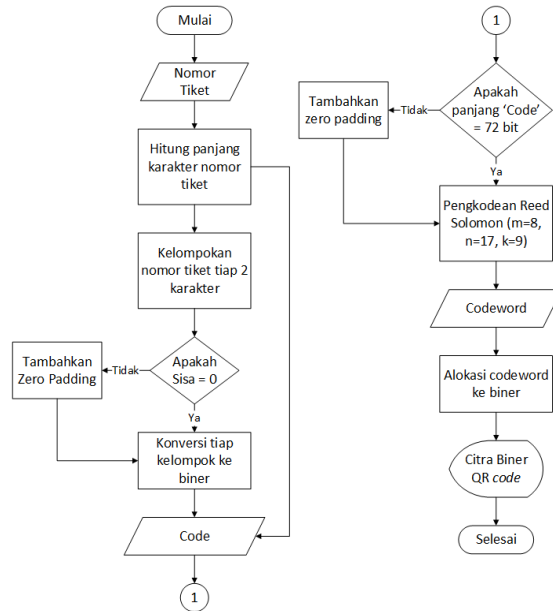 Mulai
Nomor
Tiket
Hitung panjang
karakter nomor
tiket
Kelompokan
nomor tiket tiap 2
karakter
Apakah
Sisa = 0
Tidak
Tambahkan
Zero Padding
Ya
Konversi tiap
kelompok ke
biner
Code
1
1
Apakah
panjang ‘Code’
= 72 bit
Tidak
Tambahkan
zero padding
Ya
Pengkodean Reed
Solomon (m=8,
n=17, k=9)
Codeword
Alokasi codeword
ke biner
Citra Biner
QR code
Selesai